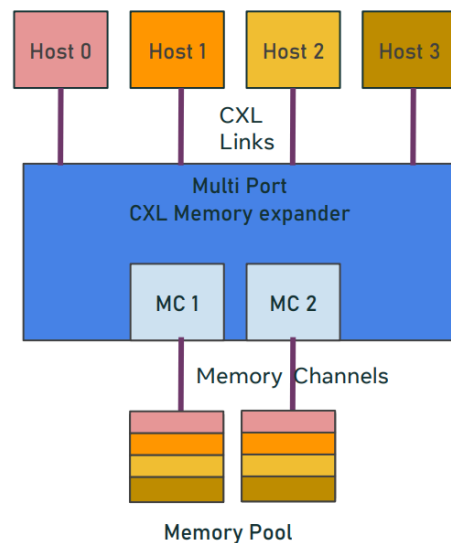 Host 0
Host 1
Host 2
Host 3
CXL
Links
Multi Port
CXL Memory expander
MC 1
MC 2
Memory Channels
Memory Pool